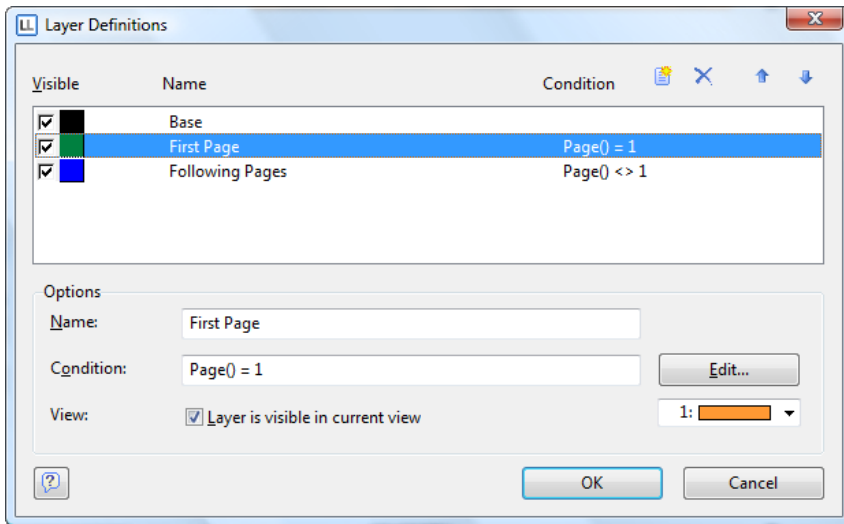 LL Layer Definitions
Visible Name Condition
Base
First Page Page() = 1
Following Pages Page() <> 1
Options
Name: First Page
Condition: Page() = 1 Edit...
View: Layer is visible in current view 1:
? OK Cancel